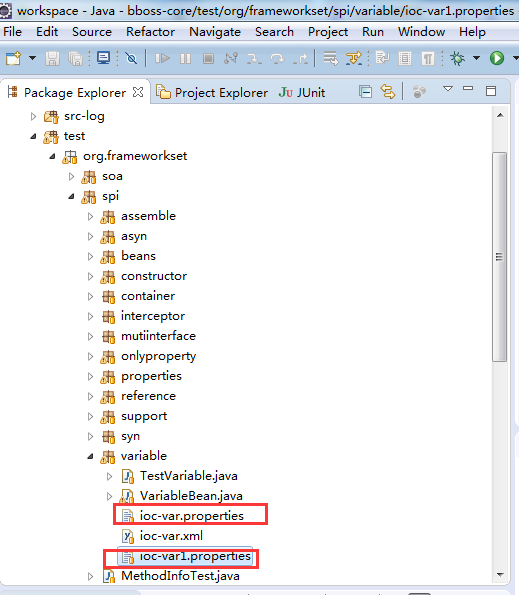 workspace - Java - bboss-core/test/org/frameworkset/spi/variable/ioc-var1.properties
File Edit Source Refactor Navigate Search Project Run Window Help
Package Explorer Project Explorer JU JUnit
src-log
test
org.frameworkset
soa
spi
assemble
asyn
beans
constructor
container
interceptor
mutiinterface
onlyproperty
properties
reference
support
syn
variable
TestVariable.java
VariableBean.java
ioc-var.properties
ioc-var.xml
ioc-var1.properties
MethodInfoTest.java